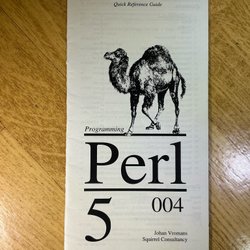 Quick Reference Guide
Programming
Perl
5 004
Johan Vromans
Squirrel Consultancy